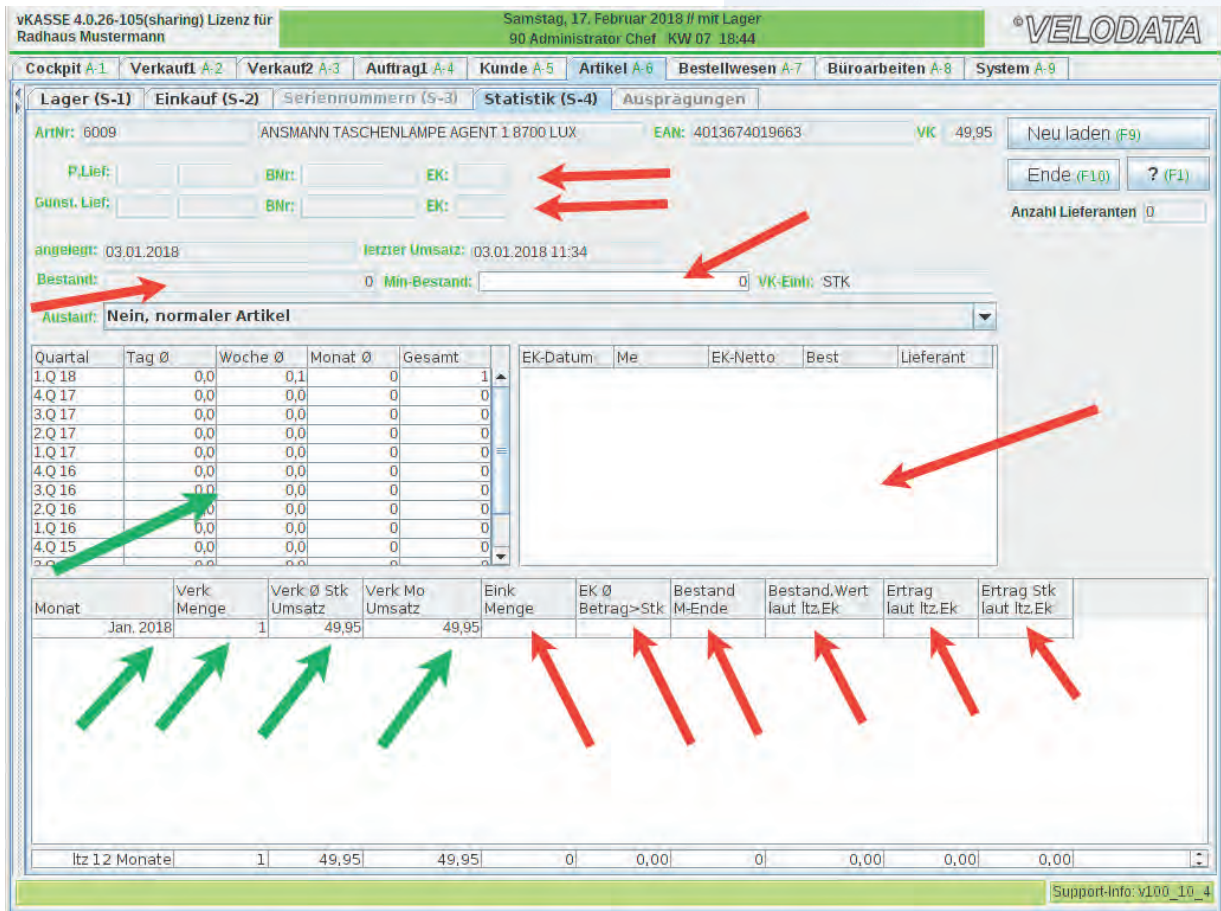 vKASSE 4.0.26-105(sharing) Lizenz für
Radhaus Mustermann
Samstag, 17. Februar 2018 // mit Lager
90 Administrator Chef KW 07 18:44
©VELODATA
Cockpit A-1 Verkauf1 A-2 Verkauf2 A-3 Auftrag1 A-4 Kunde A-5 Artikel A-6 Bestellwesen A-7 Büroarbeiten A-8 System A-9
Lager (S-1) Einkauf (S-2) Seriennummern (S-3) Statistik (S-4) Ausprägungen
ArtNr: 6009 ANSMANN TASCHENLAMPE AGENT 1 8700 LUX EAN: 4013674019663 VK 49,95 Neu laden (F9)
P.Lief: BNr: EK: Ende (F10) ? (F1)
Günst. Lief: BNr: EK: Anzahl Lieferanten 0
angelegt: 03.01.2018 letzter Umsatz: 03.01.2018 11:34
Bestand: 0 Min-Bestand: 0 VK-Einh: STK
Auslauf: Nein, normaler Artikel
Quartal Tag Ø Woche Ø Monat Ø Gesamt EK-Datum Me EK-Netto Best Lieferant
1.Q 18 0,0 0,1 0 1
4.Q 17 0,0 0,0 0 0
3.Q 17 0,0 0,0 0 0
2.Q 17 0,0 0,0 0 0
1.Q 17 0,0 0,0 0 0
4.Q 16 0,0 0,0 0 0
3.Q 16 0,0 0,0 0 0
2.Q 16 0,0 0,0 0 0
1.Q 16 0,0 0,0 0 0
4.Q 15 0,0 0,0 0 0
Verk Verk Ø Stk Verk Mo Eink EK Ø Bestand Bestand.Wert Ertrag Ertrag Stk
Monat Menge Umsatz Umsatz Menge Betrag>Stk M-Ende laut ltz.Ek laut ltz.Ek laut ltz.Ek
Jan. 2018 1 49,95 49,95
ltz 12 Monate 1 49,95 49,95 0 0,00 0 0,00 0,00 0,00
Support-Info: v100_10_4